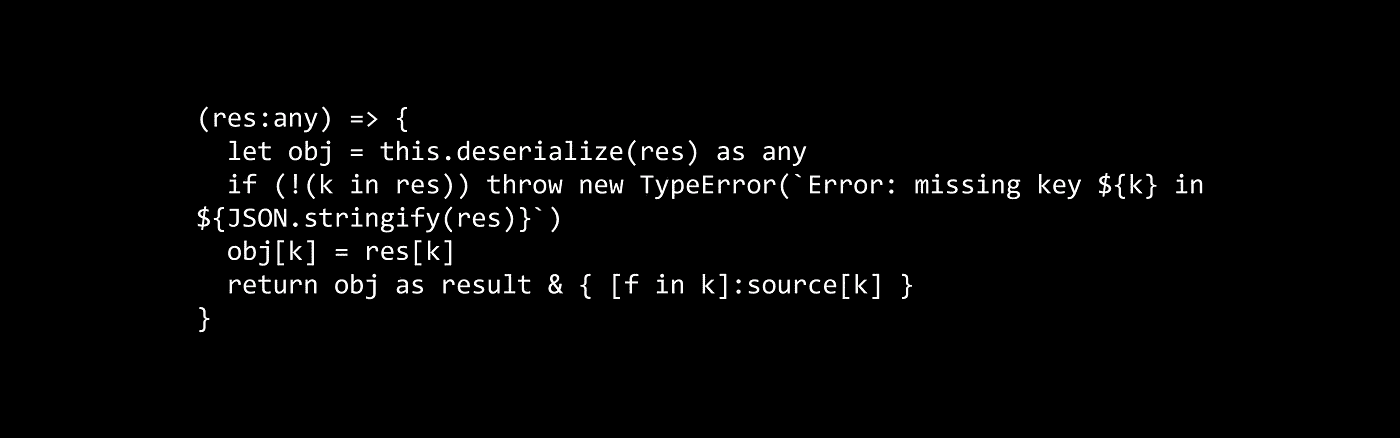 (res:any) => {
  let obj = this.deserialize(res) as any
  if (!(k in res)) throw new TypeError(`Error: missing key ${k} in
${JSON.stringify(res)}`)
  obj[k] = res[k]
  return obj as result & { [f in k]:source[k] }
}